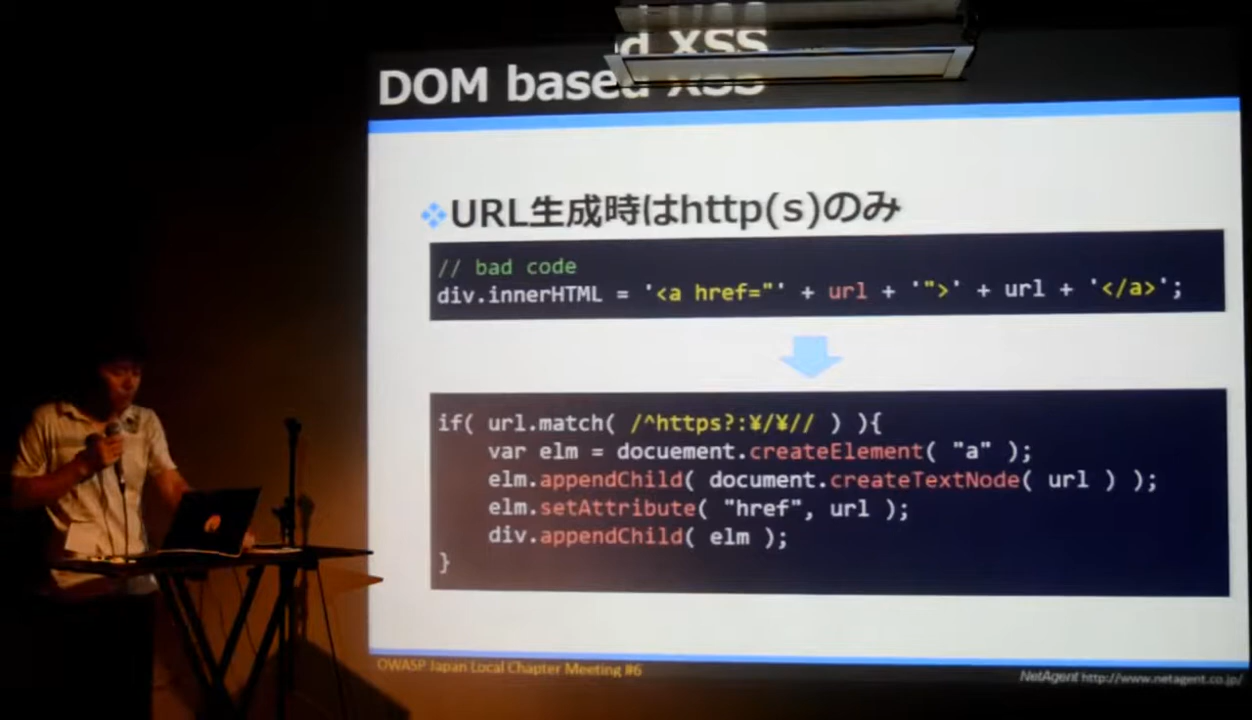 d XSS
DOM based XSS
URL生成時はhttp(s)のみ
// bad code
div.innerHTML = '<a href="' + url + '">' + url + '</a>';
if( url.match( /^https?:¥/¥// ) ){
var elm = docuement.createElement( "a" );
elm.appendChild( document.createTextNode( url ) );
elm.setAttribute( "href", url );
div.appendChild( elm );
}
OWASP Japan Local Chapter Meeting #6
NetAgent http://www.netagent.co.jp/